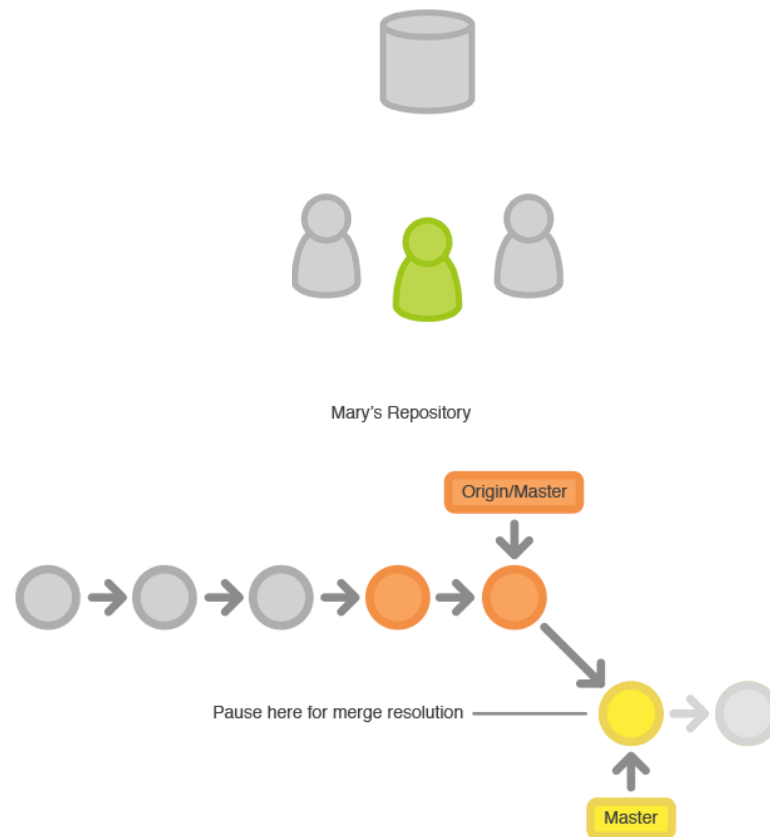 Mary’s Repository
Origin/Master
Pause here for merge resolution
Master